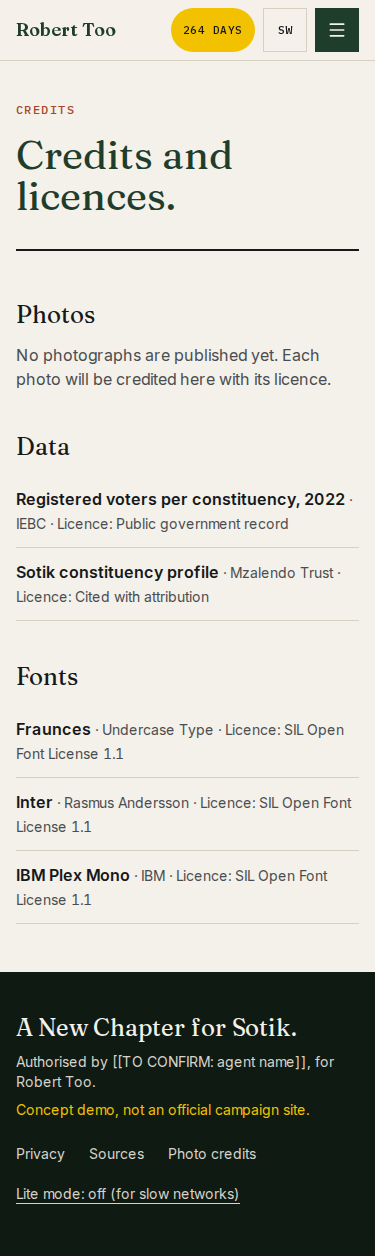 Robert Too
264 DAYS
SW
CREDITS
Credits and
licences.
Photos
No photographs are published yet. Each
photo will be credited here with its licence.
Data
Registered voters per constituency, 2022 ·
IEBC · Licence: Public government record
Sotik constituency profile · Mzalendo Trust ·
Licence: Cited with attribution
Fonts
Fraunces · Undercase Type · Licence: SIL Open
Font License 1.1
Inter · Rasmus Andersson · Licence: SIL Open Font
License 1.1
IBM Plex Mono · IBM · Licence: SIL Open Font
License 1.1
A New Chapter for Sotik.
Authorised by [[TO CONFIRM: agent name]], for
Robert Too.
Concept demo, not an official campaign site.
Privacy Sources Photo credits
Lite mode: off (for slow networks)